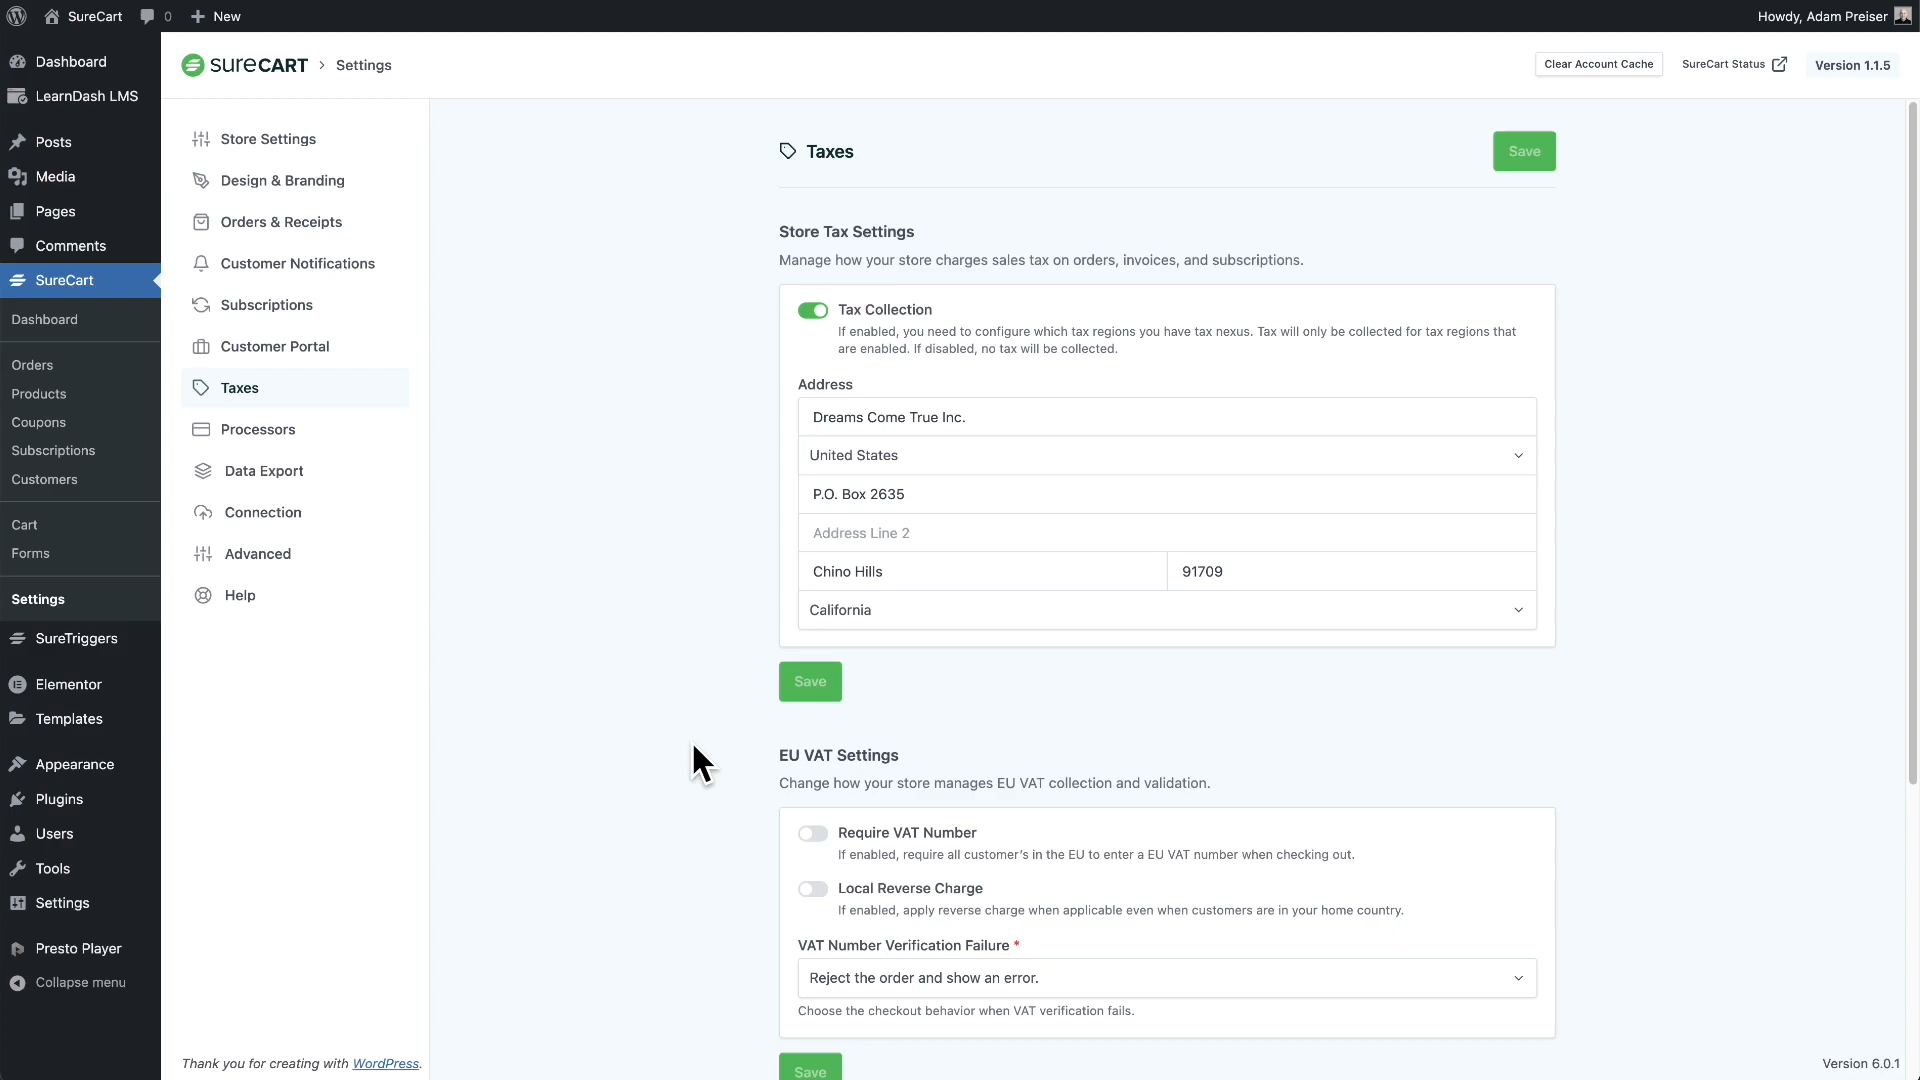 SureCart
0
New
Howdy, Adam Preiser
Dashboard
LearnDash LMS
Posts
Media
Pages
Comments
SureCart
Dashboard
Orders
Products
Coupons
Subscriptions
Customers
Cart
Forms
Settings
SureTriggers
Elementor
Templates
Appearance
Plugins
Users
Tools
Settings
Presto Player
Collapse menu
SURECART > Settings
Clear Account Cache
SureCart Status
Version 1.1.5
Store Settings
Design & Branding
Orders & Receipts
Customer Notifications
Subscriptions
Customer Portal
Taxes
Processors
Data Export
Connection
Advanced
Help
Taxes
Save
Store Tax Settings
Manage how your store charges sales tax on orders, invoices, and subscriptions.
Tax Collection
If enabled, you need to configure which tax regions you have tax nexus. Tax will only be collected for tax regions that
are enabled. If disabled, no tax will be collected.
Address
Dreams Come True Inc.
United States
P.O. Box 2635
Address Line 2
Chino Hills
91709
California
Save
EU VAT Settings
Change how your store manages EU VAT collection and validation.
Require VAT Number
If enabled, require all customer's in the EU to enter a EU VAT number when checking out.
Local Reverse Charge
If enabled, apply reverse charge when applicable even when customers are in your home country.
VAT Number Verification Failure *
Reject the order and show an error.
Choose the checkout behavior when VAT verification fails.
Save
Thank you for creating with WordPress.
Version 6.0.1